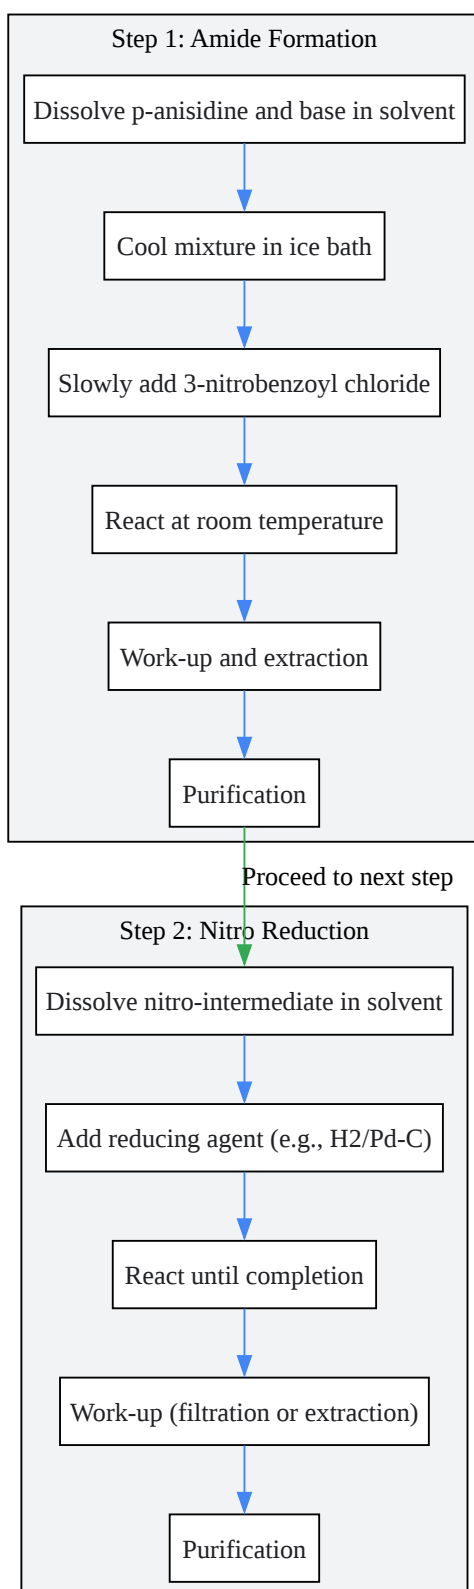 Step 1: Amide Formation
Dissolve p-anisidine and base in solvent
Cool mixture in ice bath
Slowly add 3-nitrobenzoyl chloride
React at room temperature
Work-up and extraction
Purification
Proceed to next step
Step 2: Nitro Reduction
Dissolve nitro-intermediate in solvent
Add reducing agent (e.g., H2/Pd-C)
React until completion
Work-up (filtration or extraction)
Purification